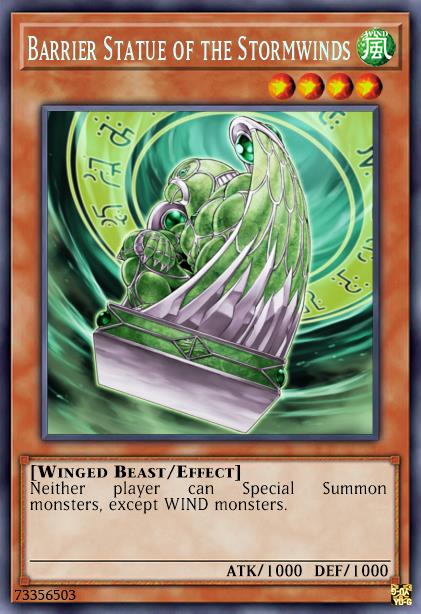 Barrier Statue of the Stormwinds
WIND
風
[Winged Beast/Effect]
Neither player can Special Summon
monsters, except WIND monsters.
ATK/1000 DEF/1000
73356503